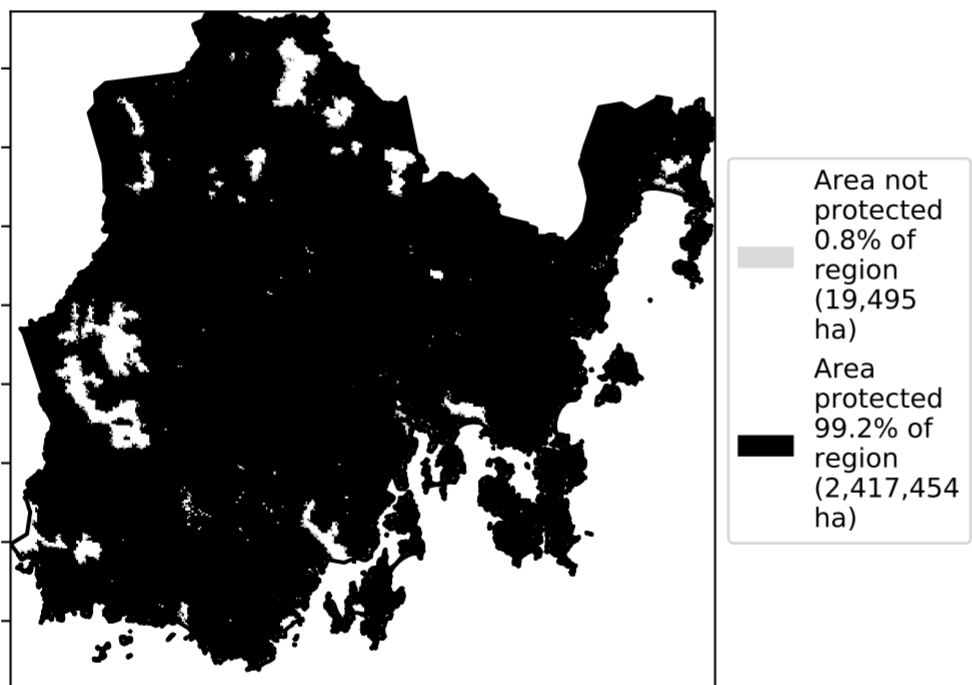 Area not
protected
0.8% of
region
(19,495
ha)
Area
protected
99.2% of
region
(2,417,454
ha)